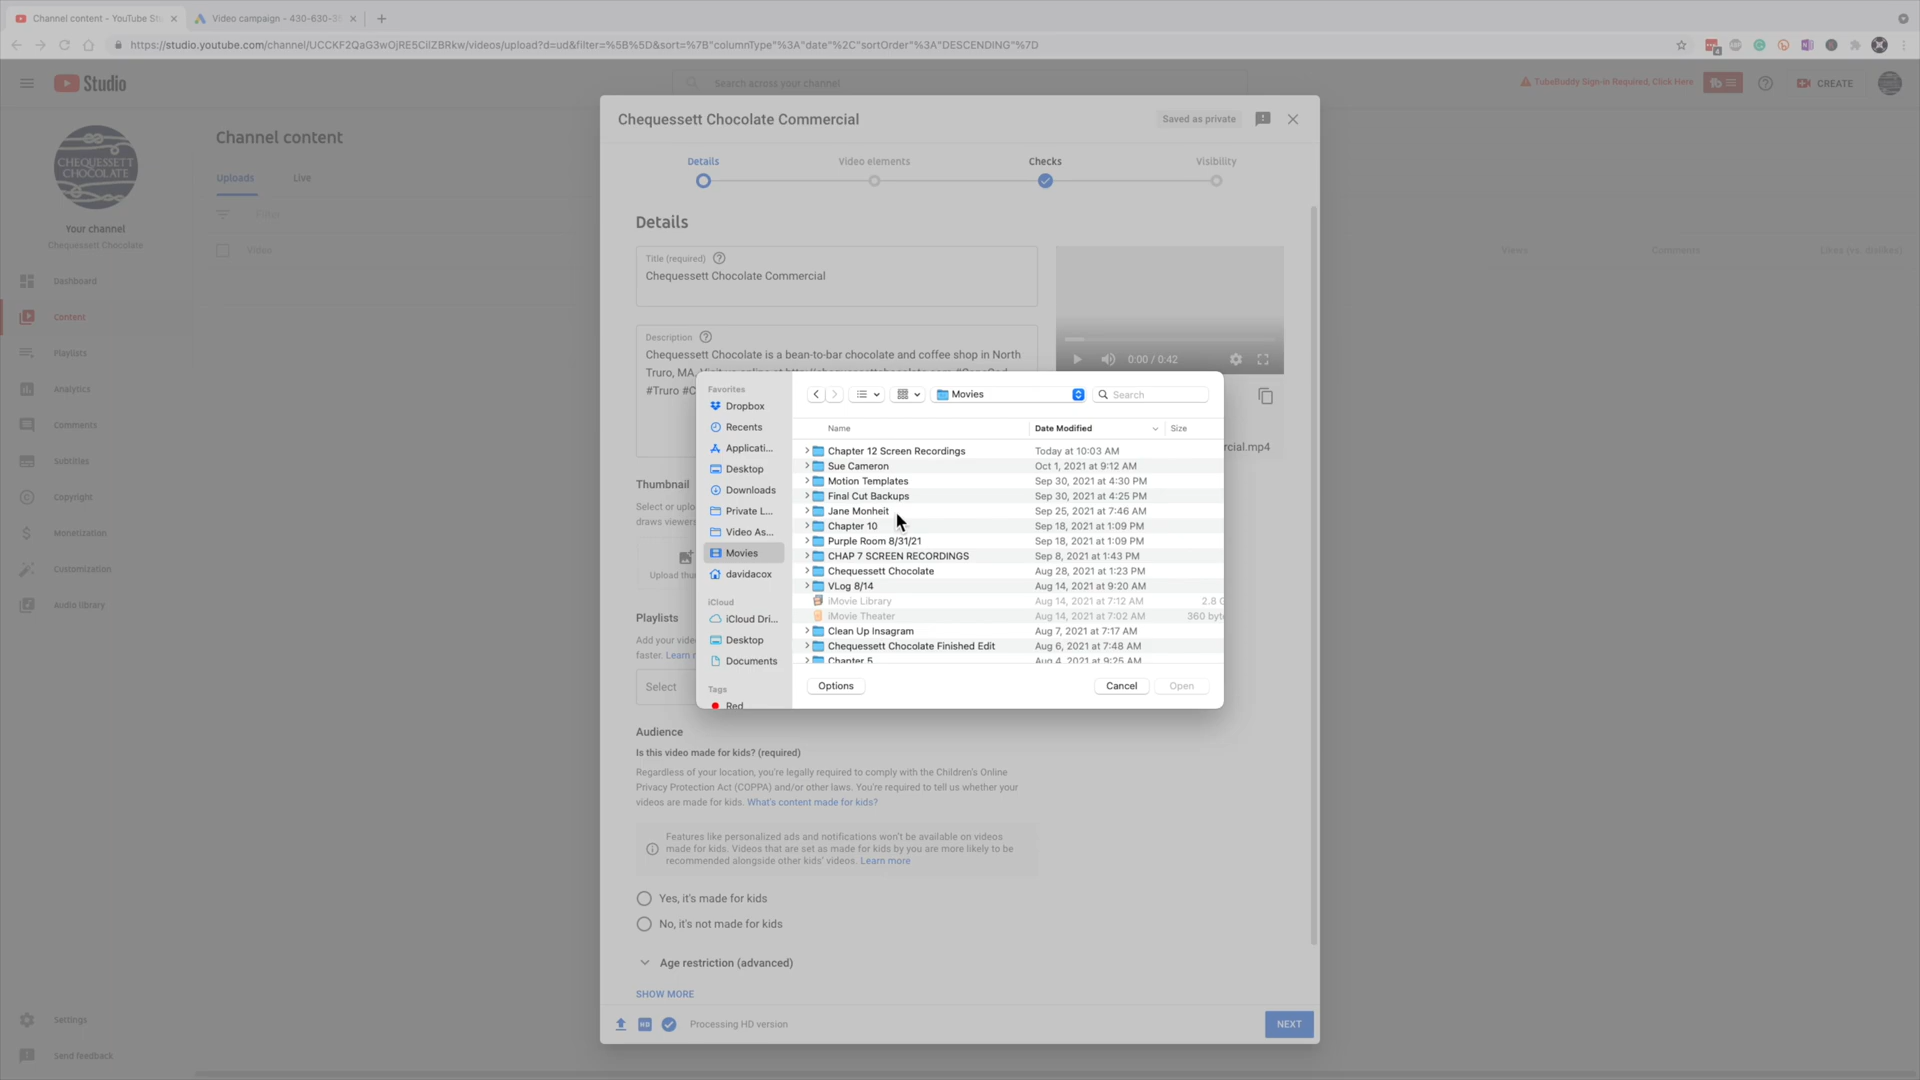 Channel content - YouTube St
Video campaign - 430-630-3
https://studio.youtube.com/channel/UCCKF2QaG3wOjRE5CiIZBRkw/videos/upload?d=ud&filter=%5B%5D&sort=%7B"columnType"%3A"date"%2C"sortOrder"%3A"DESCENDING"%7D
Studio
Search across your channel
TubeBuddy Sign-in Required, Click Here
CREATE
CHEQUESSETT
CHOCOLATE
Your channel
Chequessett Chocolate
Dashboard
Content
Playlists
Analytics
Comments
Subtitles
Copyright
Monetization
Customization
Audio library
Settings
Send feedback
Channel content
Uploads
Live
Filter
Video
Views
Comments
Likes (vs. dislikes)
Chequessett Chocolate Commercial
Saved as private
Details
Video elements
Checks
Visibility
Details
Title (required)
Chequessett Chocolate Commercial
Description
Chequessett Chocolate is a bean-to-bar chocolate and coffee shop in North
Truro, MA.
#Truro #C
0:00 / 0:42
rcial.mp4
Thumbnail
Select or uplo
draws viewers
Upload thu
Playlists
Add your vide
faster. Learn
Select
Favorites
Dropbox
Recents
Applicati...
Desktop
Downloads
Private L...
Video As...
Movies
davidacox
iCloud
iCloud Dri...
Desktop
Documents
Tags
Red
Movies
Search
Name
Date Modified
Size
Chapter 12 Screen Recordings Today at 10:03 AM
Sue Cameron Oct 1, 2021 at 9:12 AM
Motion Templates Sep 30, 2021 at 4:30 PM
Final Cut Backups Sep 30, 2021 at 4:25 PM
Jane Monheit Sep 25, 2021 at 7:46 AM
Chapter 10 Sep 18, 2021 at 1:09 PM
Purple Room 8/31/21 Sep 18, 2021 at 1:09 PM
CHAP 7 SCREEN RECORDINGS Sep 8, 2021 at 1:43 PM
Chequessett Chocolate Aug 28, 2021 at 1:23 PM
VLog 8/14 Aug 14, 2021 at 9:20 AM
iMovie Library Aug 14, 2021 at 7:12 AM 2.8 G
iMovie Theater Aug 14, 2021 at 7:02 AM 360 byte
Clean Up Insagram Aug 7, 2021 at 7:17 AM
Chequessett Chocolate Finished Edit Aug 6, 2021 at 7:48 AM
Chapter 5 Aug 4, 2021 at 9:25 AM
Options
Cancel
Open
Audience
Is this video made for kids? (required)
Regardless of your location, you're legally required to comply with the Children's Online
Privacy Protection Act (COPPA) and/or other laws. You're required to tell us whether your
videos are made for kids. What's content made for kids?
Features like personalized ads and notifications won't be available on videos
made for kids. Videos that are set as made for kids by you are more likely to be
recommended alongside other kids' videos. Learn more
Yes, it's made for kids
No, it's not made for kids
Age restriction (advanced)
SHOW MORE
HD
Processing HD version
NEXT